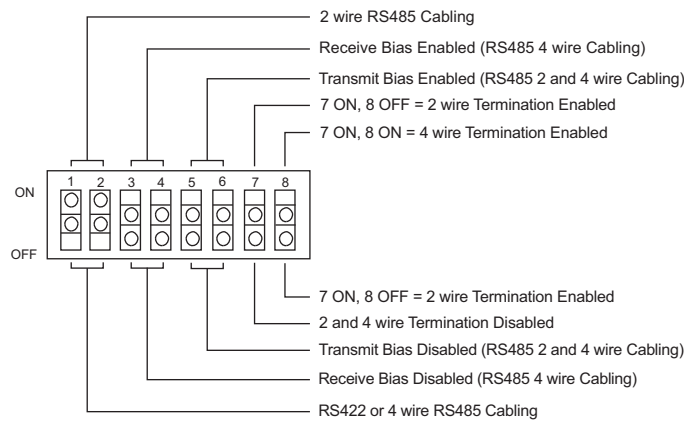 2 wire RS485 Cabling
Receive Bias Enabled (RS485 4 wire Cabling)
Transmit Bias Enabled (RS485 2 and 4 wire Cabling)
7 ON, 8 OFF = 2 wire Termination Enabled
7 ON, 8 ON = 4 wire Termination Enabled
1 2 3 4 5 6 7 8
ON
OFF
7 ON, 8 OFF = 2 wire Termination Enabled
2 and 4 wire Termination Disabled
Transmit Bias Disabled (RS485 2 and 4 wire Cabling)
Receive Bias Disabled (RS485 4 wire Cabling)
RS422 or 4 wire RS485 Cabling